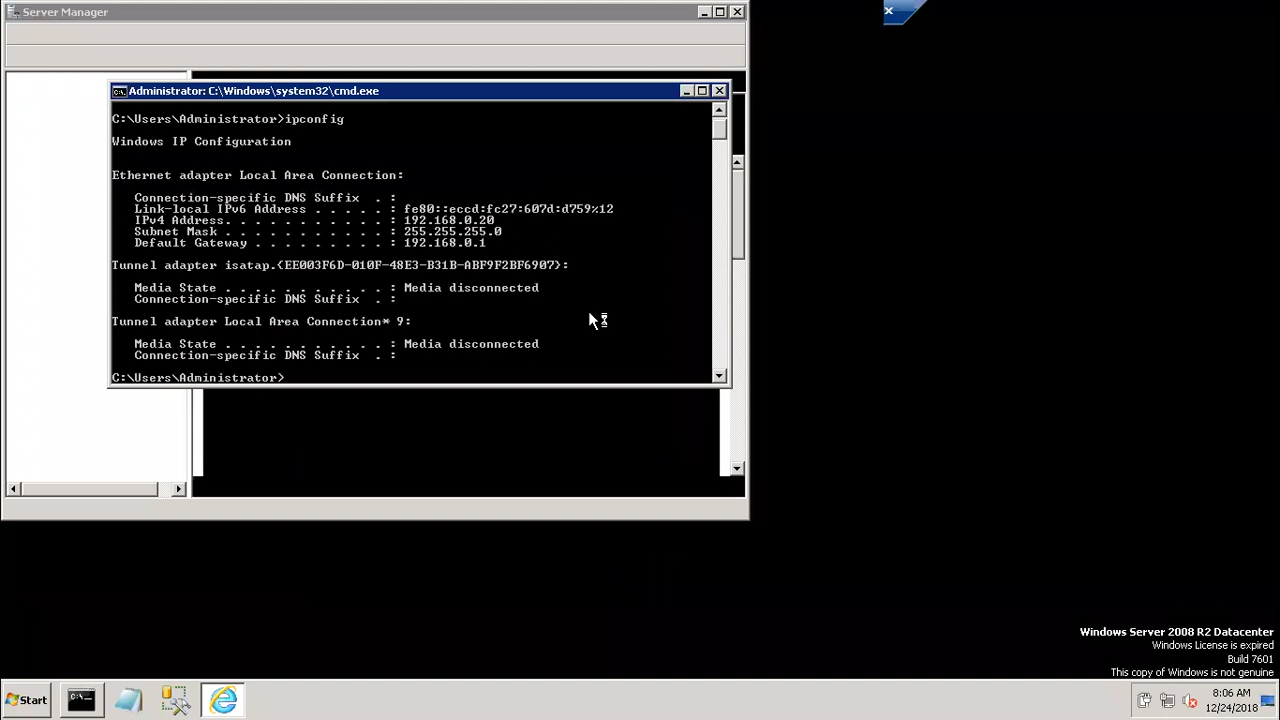 Server Manager
Administrator: C:\Windows\system32\cmd.exe
C:\Users\Administrator>ipconfig
Windows IP Configuration
Ethernet adapter Local Area Connection:
Connection-specific DNS Suffix . :
Link-local IPv6 Address . . . . . : fe80::eccd:fc27:607d:d759%12
IPv4 Address. . . . . . . . . . . : 192.168.0.20
Subnet Mask . . . . . . . . . . . : 255.255.255.0
Default Gateway . . . . . . . . . : 192.168.0.1
Tunnel adapter isatap.{EE003F6D-010F-48E3-B31B-ABF9F2BF6907}:
Media State . . . . . . . . . . . : Media disconnected
Connection-specific DNS Suffix . :
Tunnel adapter Local Area Connection* 9:
Media State . . . . . . . . . . . : Media disconnected
Connection-specific DNS Suffix . :
C:\Users\Administrator>
Windows Server 2008 R2 Datacenter
Windows License is expired
Build 7601
This copy of Windows is not genuine
Start
8:06 AM
12/24/2018